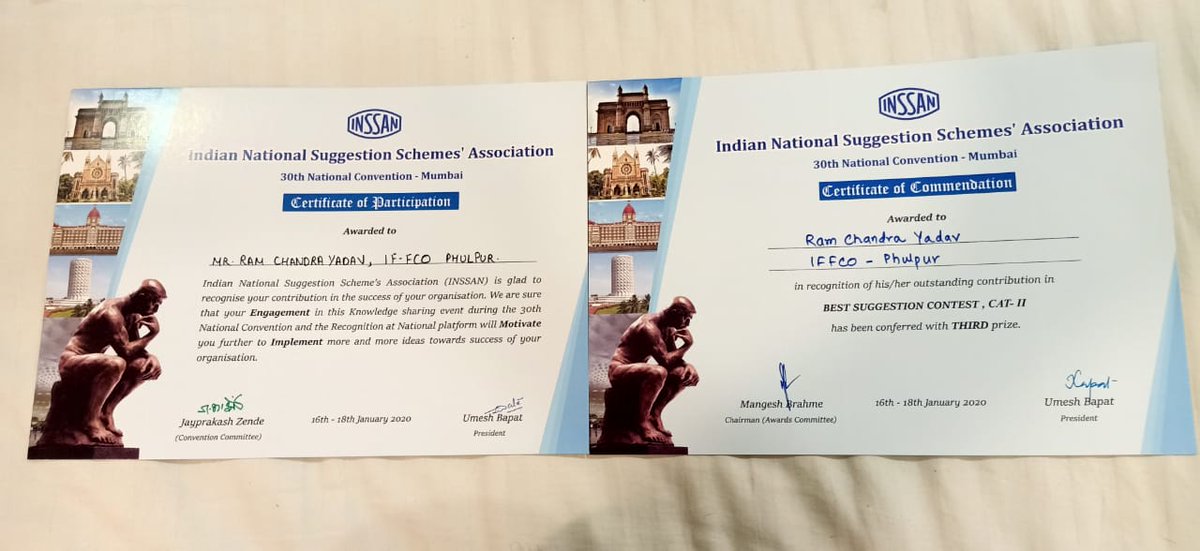 INSSAN
Indian National Suggestion Schemes' Association
30th National Convention - Mumbai
Certificate of Participation
Awarded to
MR. RAM CHANDRA YADAV, IFFCO PHULPUR.
Indian National Suggestion Scheme's Association (INSSAN) is glad to
recognise your contribution in the success of your organisation. We are sure
that your Engagement in this Knowledge sharing event during the 30th
National Convention and the Recognition at National platform will Motivate
you further to Implement more and more ideas towards success of your
organisation.
Jayprakash Zende
(Convention Committee)
16th - 18th January 2020
Umesh Bapat
President
INSSAN
Indian National Suggestion Schemes' Association
30th National Convention - Mumbai
Certificate of Commendation
Awarded to
Ram Chandra Yadav
IFFCO - Phulpur
in recognition of his/her outstanding contribution in
BEST SUGGESTION CONTEST , CAT- II
has been conferred with THIRD prize.
Mangesh Brahme
Chairman (Awards Committee)
16th - 18th January 2020
Umesh Bapat
President